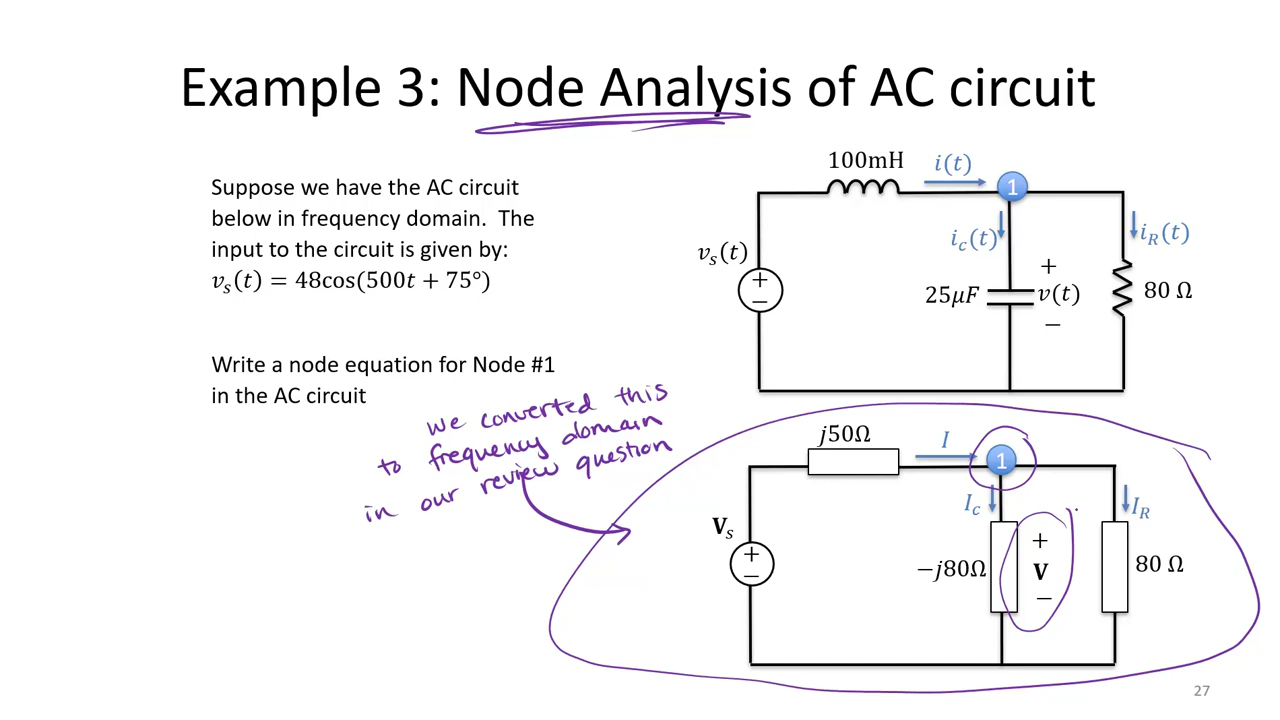 Example 3: Node Analysis of AC circuit
Suppose we have the AC circuit
below in frequency domain. The
input to the circuit is given by:
v_s(t) = 48cos(500t + 75°)
Write a node equation for Node #1
in the AC circuit
we converted this
to frequency domain
in our review question
100mH
i(t)
1
v_s(t)
+
−
i_c(t)
25μF
+
v(t)
−
i_R(t)
80 Ω
j50Ω
I
1
V_s
+
−
I_c
−j80Ω
+
V
−
I_R
80 Ω
27